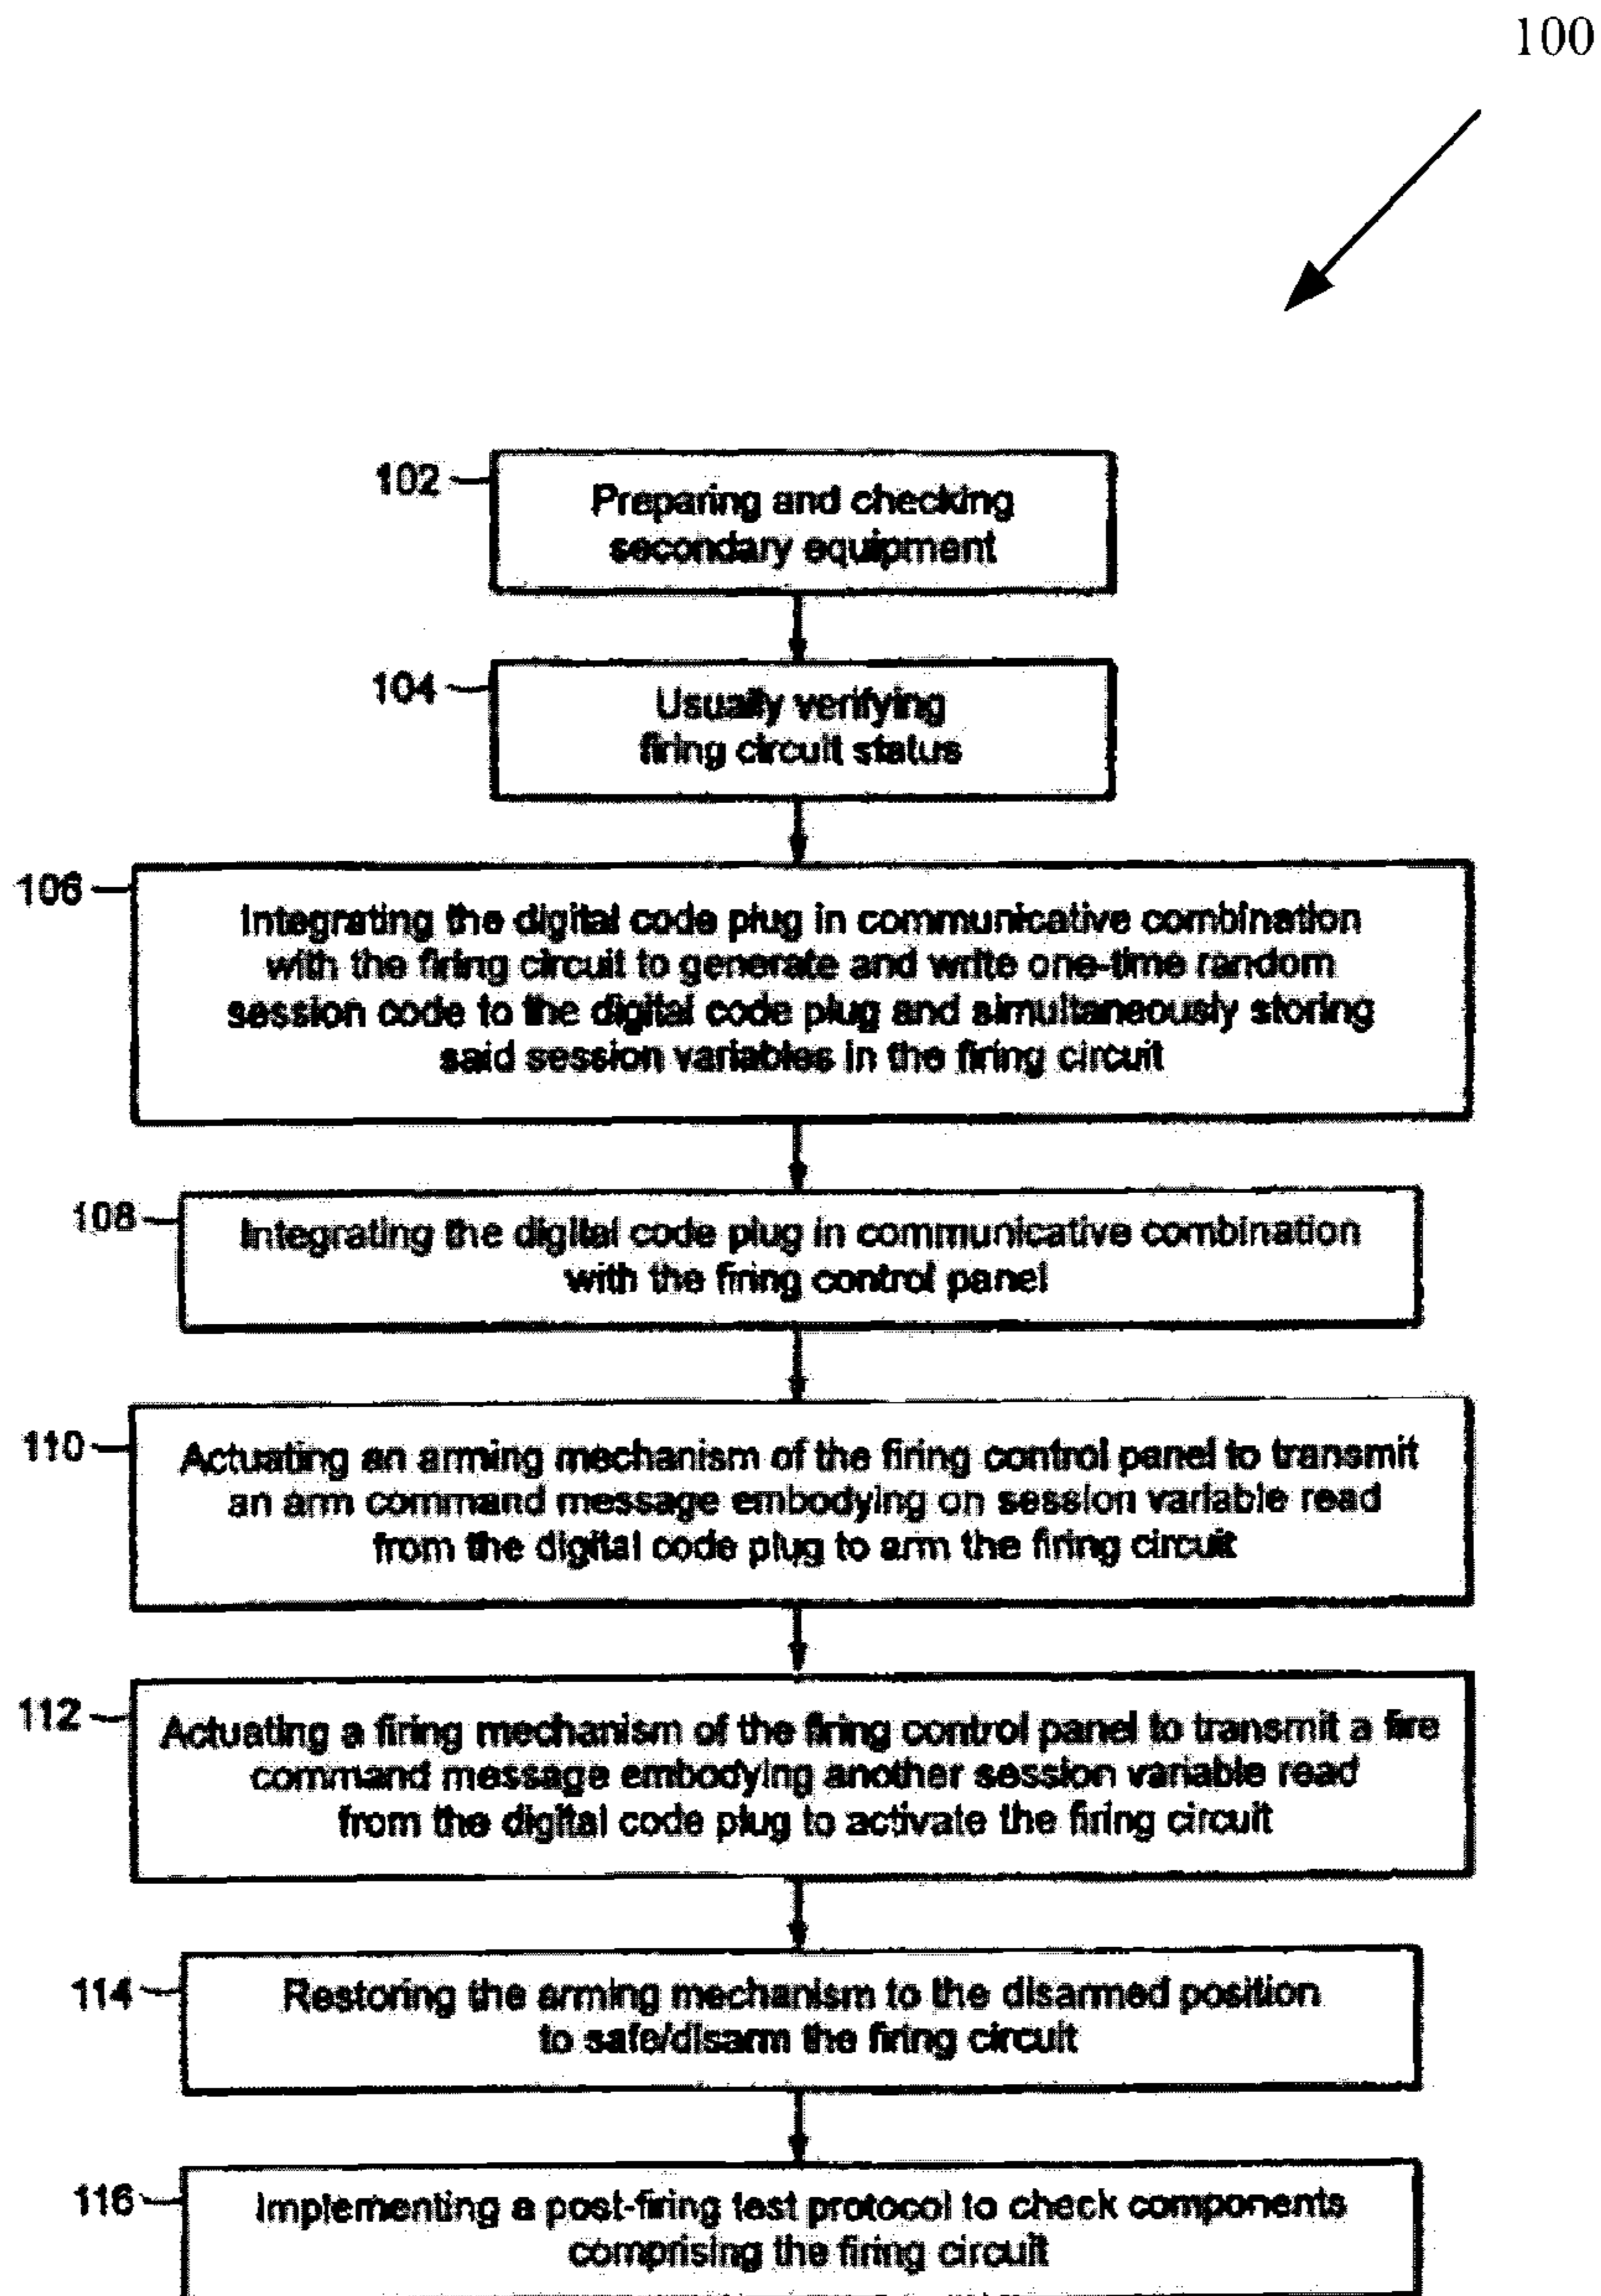 100
102
Preparing and checking
secondary equipment
104
Usually verifying
firing circuit status
106
Integrating the digital code plug in communicative combination
with the firing circuit to generate and write one-time random
session code to the digital code plug and simultaneously storing
said session variables in the firing circuit
108
Integrating the digital code plug in communicative combination
with the firing control panel
110
Actuating an arming mechanism of the firing control panel to transmit
an arm command message embodying on session variable read
from the digital code plug to arm the firing circuit
112
Actuating a firing mechanism of the firing control panel to transmit a fire
command message embodying another session variable read
from the digital code plug to activate the firing circuit
114
Restoring the arming mechanism to the disarmed position
to safe/disarm the firing circuit
116
Implementing a post-firing test protocol to check components
comprising the firing circuit